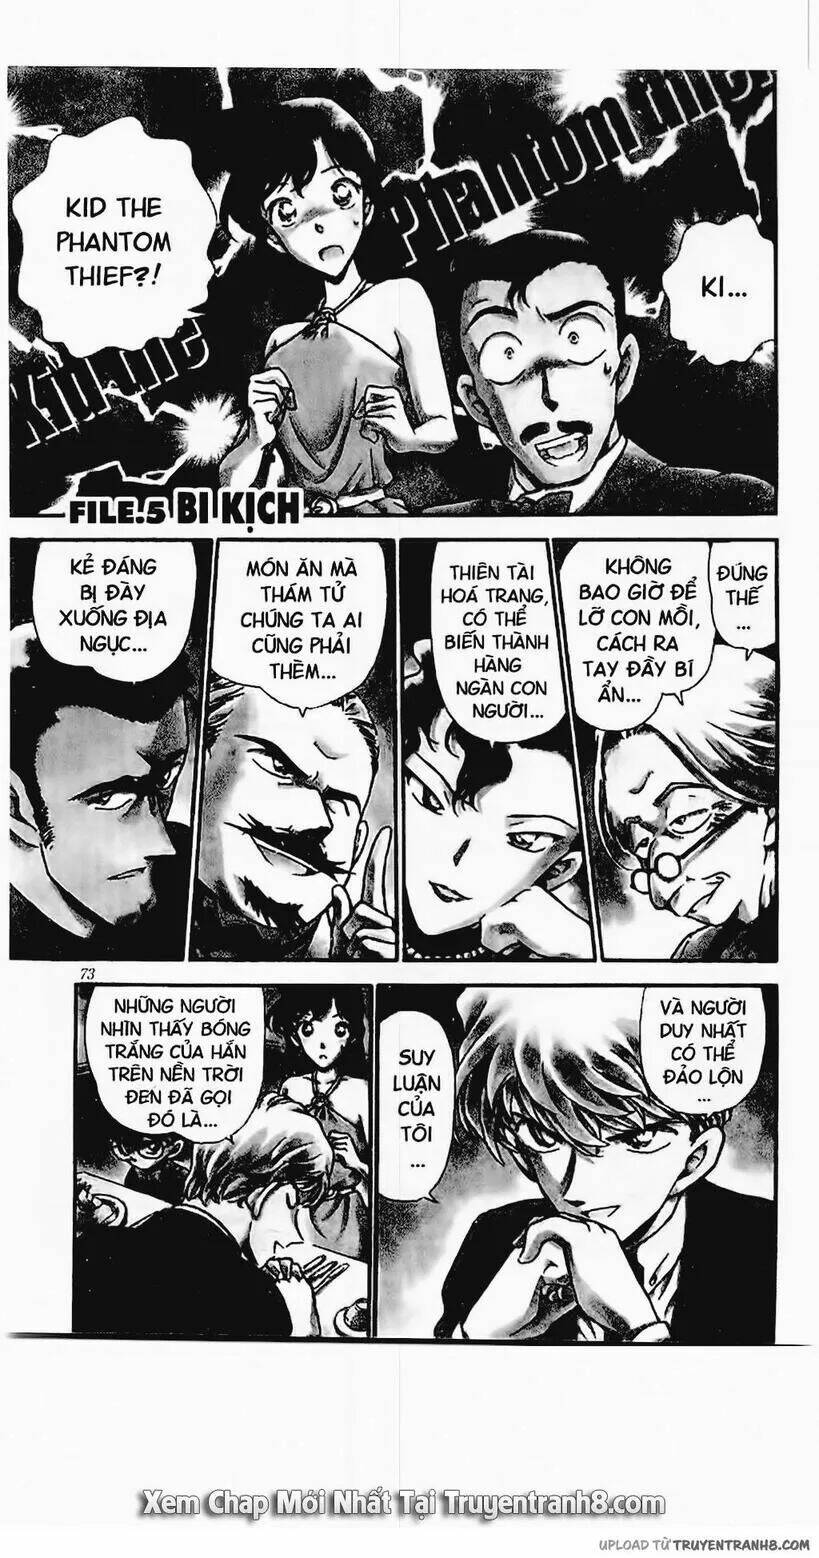 Phantom thief
Kid the
KI...
KID THE
PHANTOM
THIEF?!
FILE.5 BI KỊCH
ĐÚNG
THẾ
...
KHÔNG
BAO GIỜ ĐỂ
LỠ CON MỒI,
CÁCH RA
TAY ĐẦY BÍ
ẨN...
THIÊN TÀI
HOÁ TRANG,
CÓ THỂ
BIẾN THÀNH
HÀNG
NGÀN CON
NGƯỜI...
MÓN ĂN MÀ
THÁM TỬ
CHÚNG TA AI
CŨNG PHẢI
THÈM...
KẺ ĐÁNG
BỊ ĐÀY
XUỐNG ĐỊA
NGỤC...
73
VÀ NGƯỜI
DUY NHẤT
CÓ THỂ
ĐẢO LỘN
...
SUY
LUẬN
CỦA
TÔI
...
NHỮNG NGƯỜI
NHÌN THẤY BÓNG
TRẮNG CỦA HẮN
TRÊN NỀN TRỜI
ĐEN ĐÃ GỌI
ĐÓ LÀ...
Xem Chap Mới Nhất Tại Truyentranh8.com
UPLOAD TỪ TRUYENTRANH8.COM